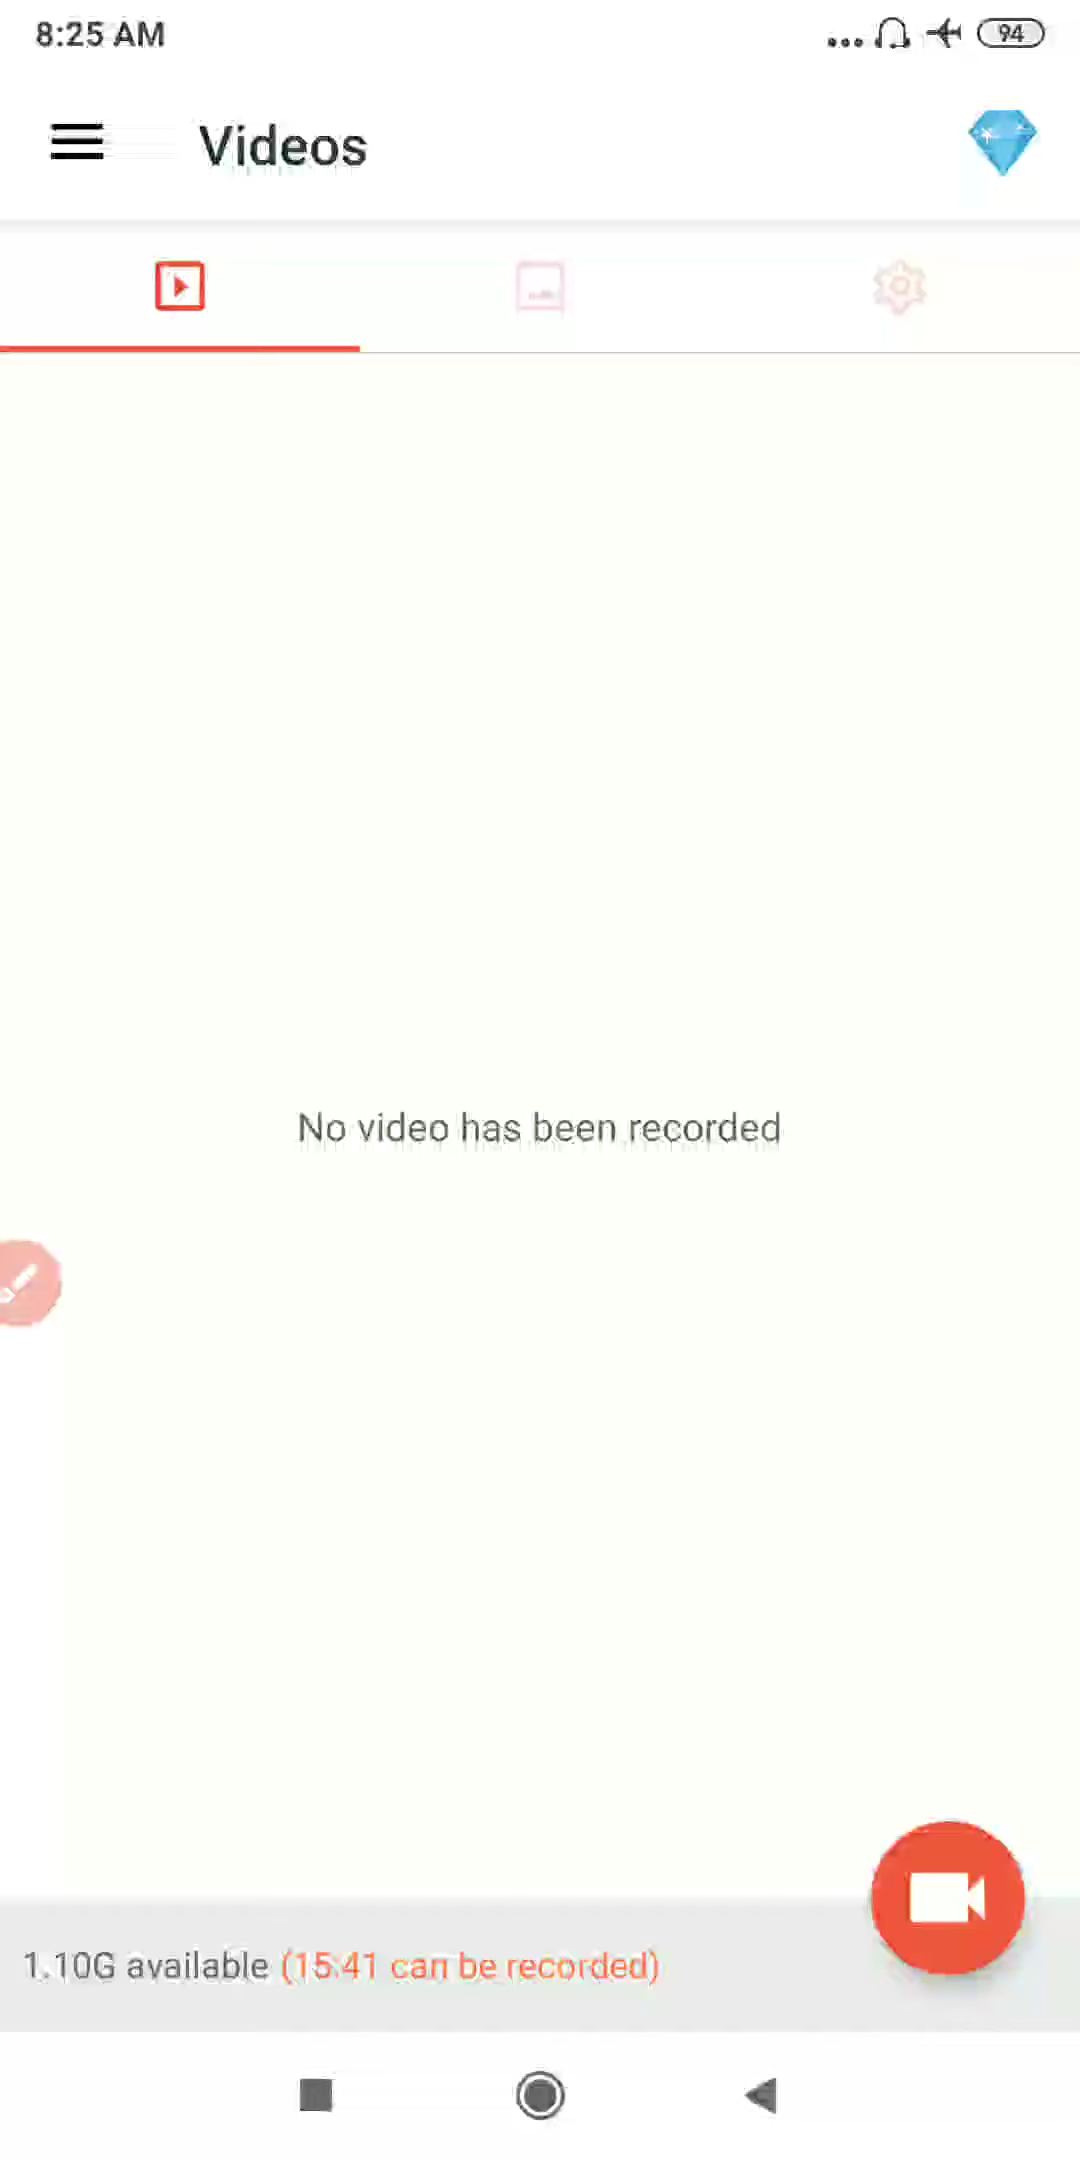 8:25 AM
94
Videos
No video has been recorded
1.10G available (15:41 can be recorded)